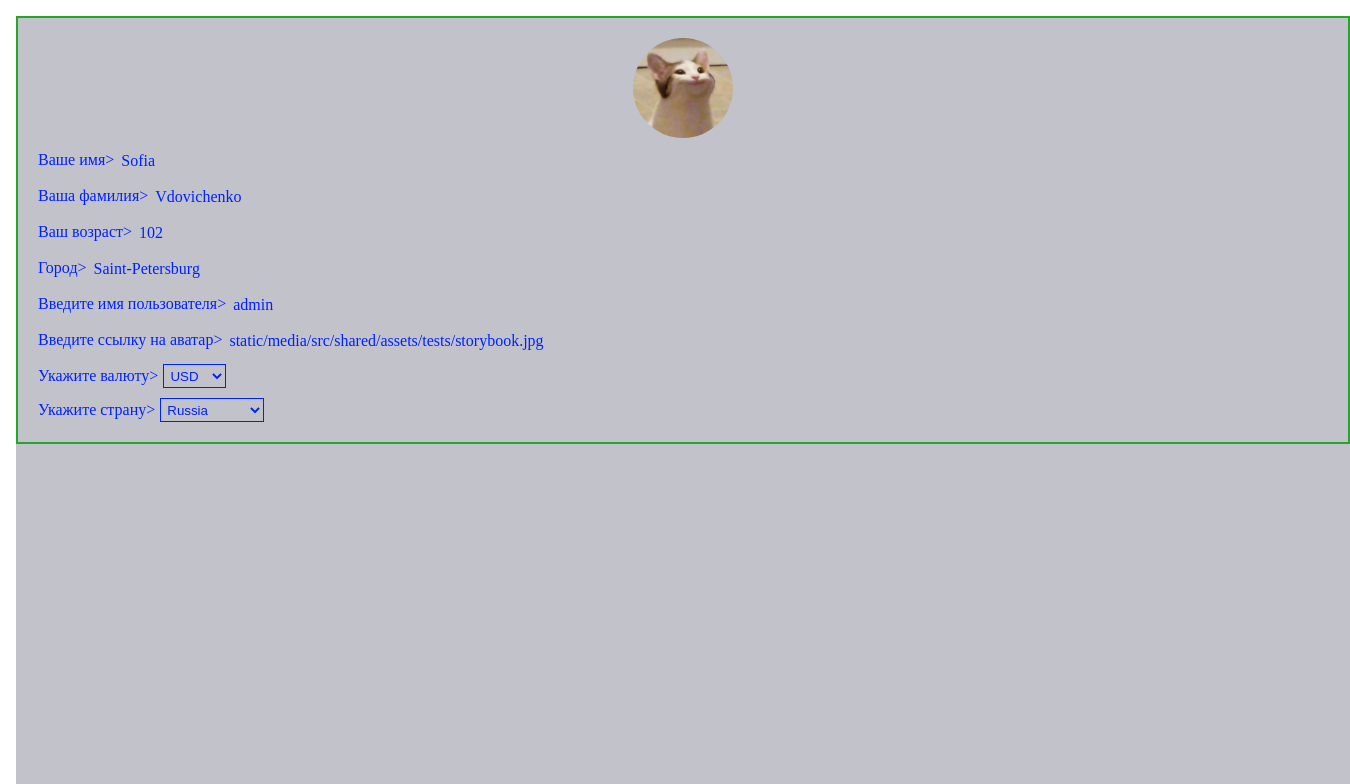 Ваше имя> Sofia
Ваша фамилия> Vdovichenko
Ваш возраст> 102
Город> Saint-Petersburg
Введите имя пользователя> admin
Введите ссылку на аватар> static/media/src/shared/assets/tests/storybook.jpg
Укажите валюту> USD
Укажите страну> Russia